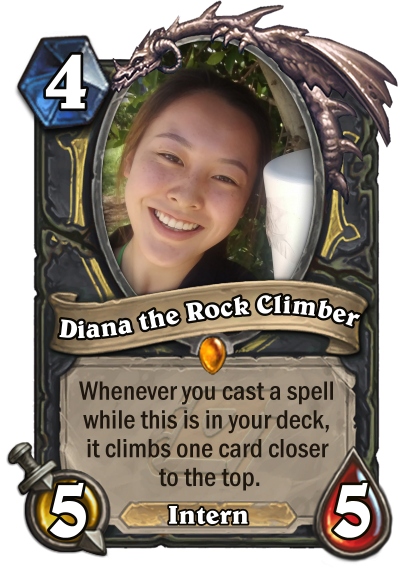 4
Diana the Rock Climber
Whenever you cast a spell
while this is in your deck,
it climbs one card closer
to the top.
5
Intern
5